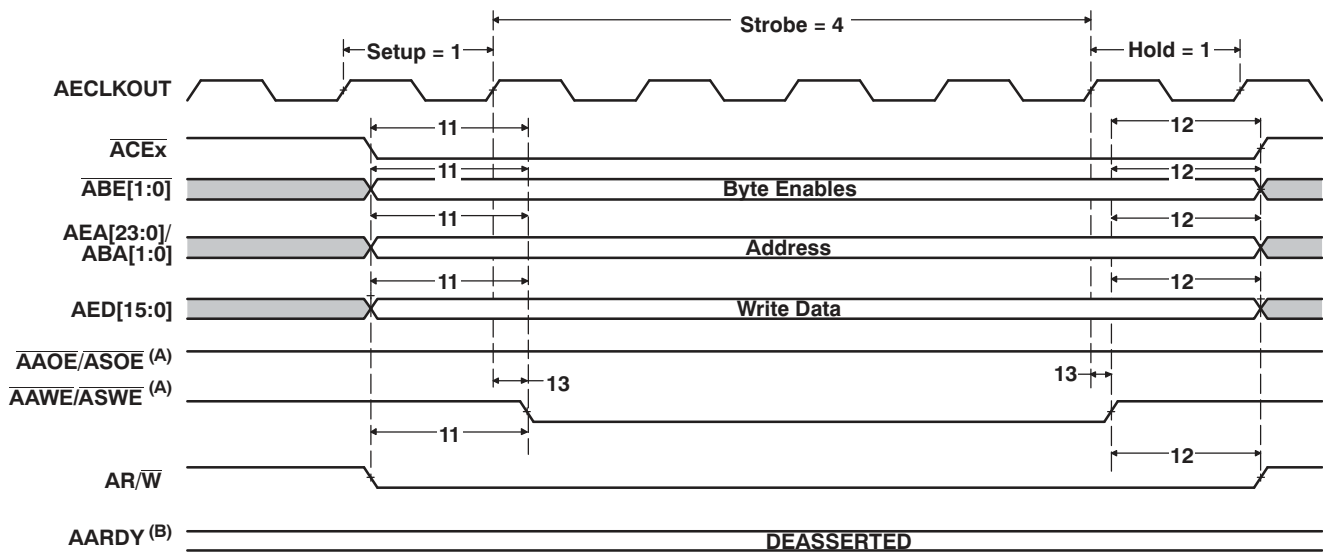 Strobe = 4
Setup = 1
Hold = 1
AECLKOUT
11
12
ACEx
11
12
ABE[1:0]
Byte Enables
11
12
AEA[23:0]/
ABA[1:0]
Address
11
12
AED[15:0]
Write Data
AAOE/ASOE (A)
13
13
AAWE/ASWE (A)
11
12
AR/W
AARDY (B)
DEASSERTED